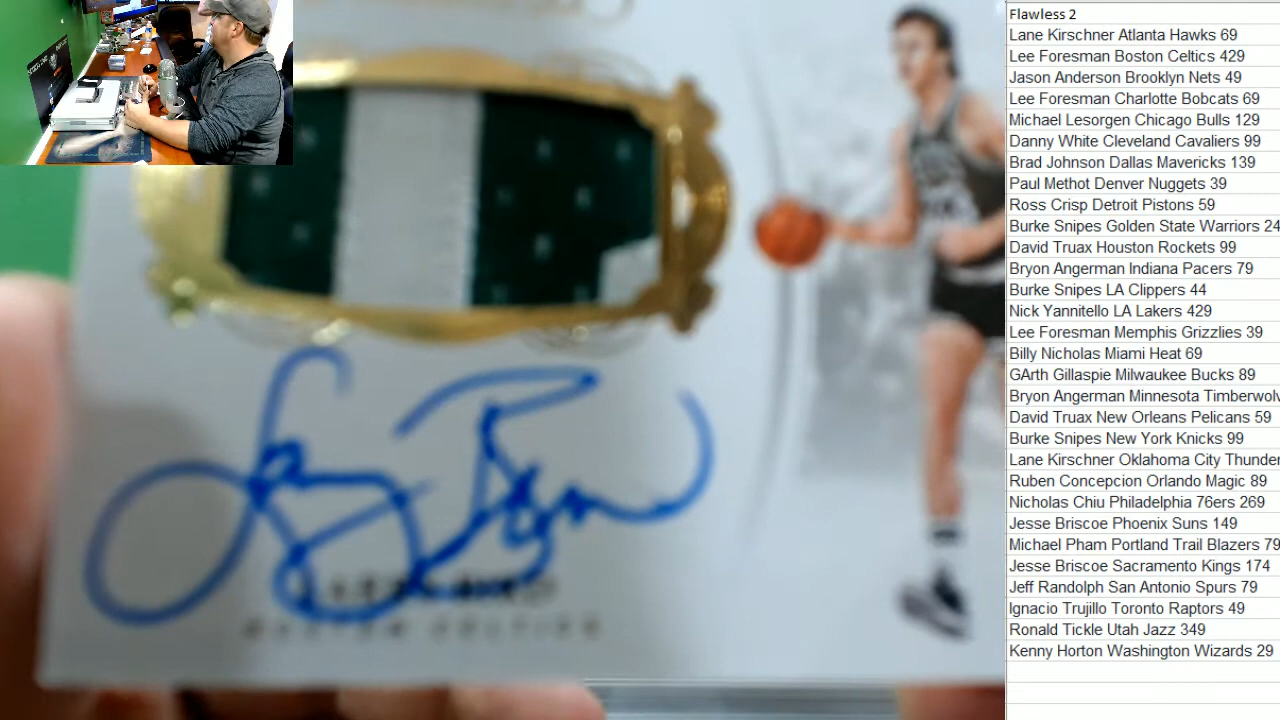 Flawless 2
Lane Kirschner Atlanta Hawks 69
Lee Foresman Boston Celtics 429
Jason Anderson Brooklyn Nets 49
Lee Foresman Charlotte Bobcats 69
Michael Lesorgen Chicago Bulls 129
Danny White Cleveland Cavaliers 99
Brad Johnson Dallas Mavericks 139
Paul Methot Denver Nuggets 39
Ross Crisp Detroit Pistons 59
Burke Snipes Golden State Warriors 24
David Truax Houston Rockets 99
Bryon Angerman Indiana Pacers 79
Burke Snipes LA Clippers 44
Nick Yannitello LA Lakers 429
Lee Foresman Memphis Grizzlies 39
Billy Nicholas Miami Heat 69
GArth Gillaspie Milwaukee Bucks 89
Bryon Angerman Minnesota Timberwolv
David Truax New Orleans Pelicans 59
Burke Snipes New York Knicks 99
Lane Kirschner Oklahoma City Thunder
Ruben Concepcion Orlando Magic 89
Nicholas Chiu Philadelphia 76ers 269
Jesse Briscoe Phoenix Suns 149
Michael Pham Portland Trail Blazers 79
Jesse Briscoe Sacramento Kings 174
Jeff Randolph San Antonio Spurs 79
Ignacio Trujillo Toronto Raptors 49
Ronald Tickle Utah Jazz 349
Kenny Horton Washington Wizards 29
Larry Bird
LARRY BIRD
BOSTON CELTICS